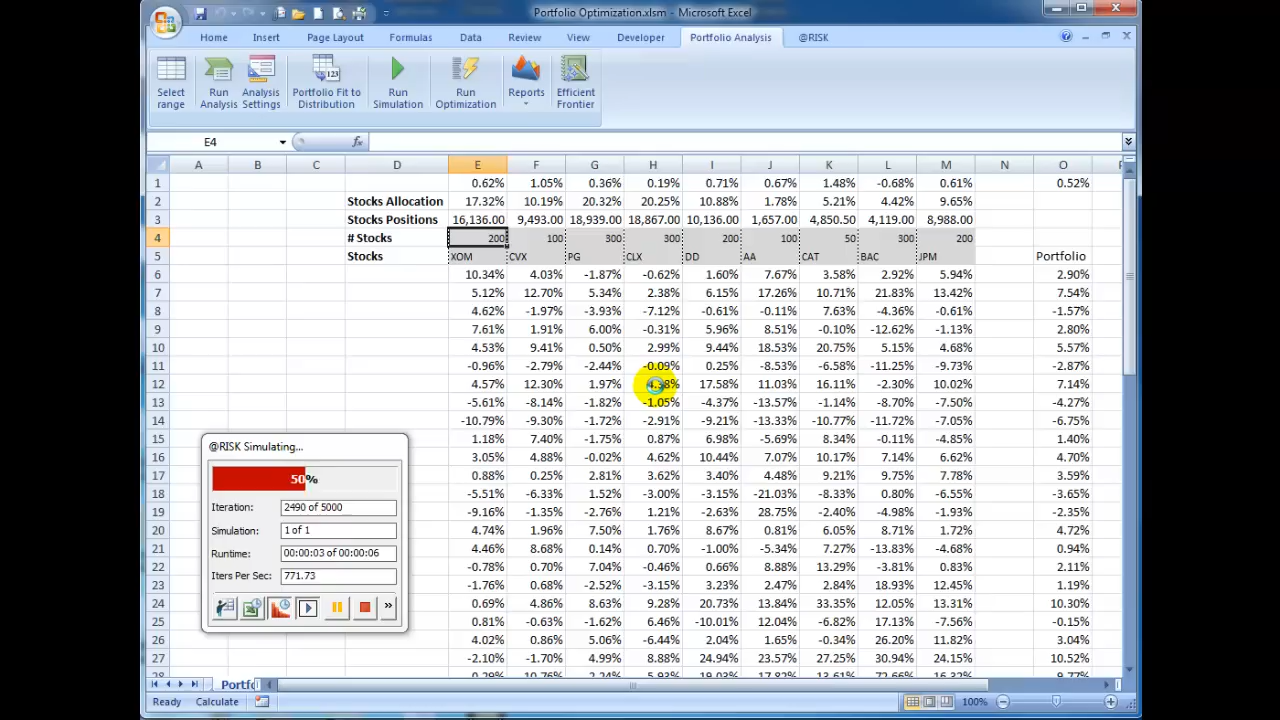 Portfolio Optimization.xlsm - Microsoft Excel
Home Insert Page Layout Formulas Data Review View Developer Portfolio Analysis @RISK
Select range
Run Analysis
Analysis Settings
Portfolio Fit to Distribution
Run Simulation
Run Optimization
Reports
Efficient Frontier
E4 fx
A B C D E F G H I J K L M N O
1 0.62% 1.05% 0.36% 0.19% 0.71% 0.67% 1.48% -0.68% 0.61% 0.52%
2 Stocks Allocation 17.32% 10.19% 20.32% 20.25% 10.88% 1.78% 5.21% 4.42% 9.65%
3 Stocks Positions 16,136.00 9,493.00 18,939.00 18,867.00 10,136.00 1,657.00 4,850.50 4,119.00 8,988.00
4 # Stocks 200 100 300 300 200 100 50 300 200
5 Stocks XOM CVX PG CLX DD AA CAT BAC JPM Portfolio
6 10.34% 4.03% -1.87% -0.62% 1.60% 7.67% 3.58% 2.92% 5.94% 2.90%
7 5.12% 12.70% 5.34% 2.38% 6.15% 17.26% 10.71% 21.83% 13.42% 7.54%
8 4.62% -1.97% -3.93% -7.12% -0.61% -0.11% 7.63% -4.36% -0.61% -1.57%
9 7.61% 1.91% 6.00% -0.31% 5.96% 8.51% -0.10% -12.62% -1.13% 2.80%
10 4.53% 9.41% 0.50% 2.99% 9.44% 18.53% 20.75% 5.15% 4.68% 5.57%
11 -0.96% -2.79% -2.44% -0.09% 0.25% -8.53% -6.58% -11.25% -9.73% -2.87%
12 4.57% 12.30% 1.97% 17.58% 11.03% 16.11% -2.30% 10.02% 7.14%
13 -5.61% -8.14% -1.82% -1.05% -4.37% -13.57% -1.14% -8.70% -7.50% -4.27%
14 -10.79% -9.30% -1.72% -2.91% -9.21% -13.33% -10.77% -11.72% -7.05% -6.75%
15 1.18% 7.40% -1.75% 0.87% 6.98% -5.69% 8.34% -0.11% -4.85% 1.40%
16 3.05% 4.88% -0.02% 4.62% 10.44% 7.07% 10.17% 7.14% 6.62% 4.70%
17 0.88% 0.25% 2.81% 3.62% 3.40% 4.48% 9.21% 9.75% 7.78% 3.59%
18 -5.51% -6.33% 1.52% -3.00% -3.15% -21.03% -8.33% 0.80% -6.55% -3.65%
19 -9.16% -1.35% -2.76% 1.21% -2.63% 28.75% -2.40% -4.98% -1.93% -2.35%
20 4.74% 1.96% 7.50% 1.76% 8.67% 0.81% 6.05% 8.71% 1.72% 4.72%
21 4.46% 8.68% 0.14% 0.70% -1.00% -5.34% 7.27% -13.83% -4.68% 0.94%
22 -0.78% 0.70% 7.04% -0.46% 0.66% 8.88% 13.29% -3.81% 0.83% 2.11%
23 -1.76% 0.68% -2.52% -3.15% 3.23% 2.47% 2.84% 18.93% 12.45% 1.19%
24 0.69% 4.86% 8.63% 9.28% 20.73% 13.84% 33.35% 12.05% 13.31% 10.30%
25 0.81% -0.63% -1.62% 6.46% -10.01% 12.04% -6.82% 17.13% -7.56% -0.15%
26 4.02% 0.86% 5.06% -6.44% 2.04% 1.65% -0.34% 26.20% 11.82% 3.04%
27 -2.10% -1.70% 4.99% 8.88% 24.94% 23.57% 27.25% 30.94% 24.15% 10.52%
@RISK Simulating...
50%
Iteration: 2490 of 5000
Simulation: 1 of 1
Runtime: 00:00:03 of 00:00:06
Iters Per Sec: 771.73
Ready Calculate 100%